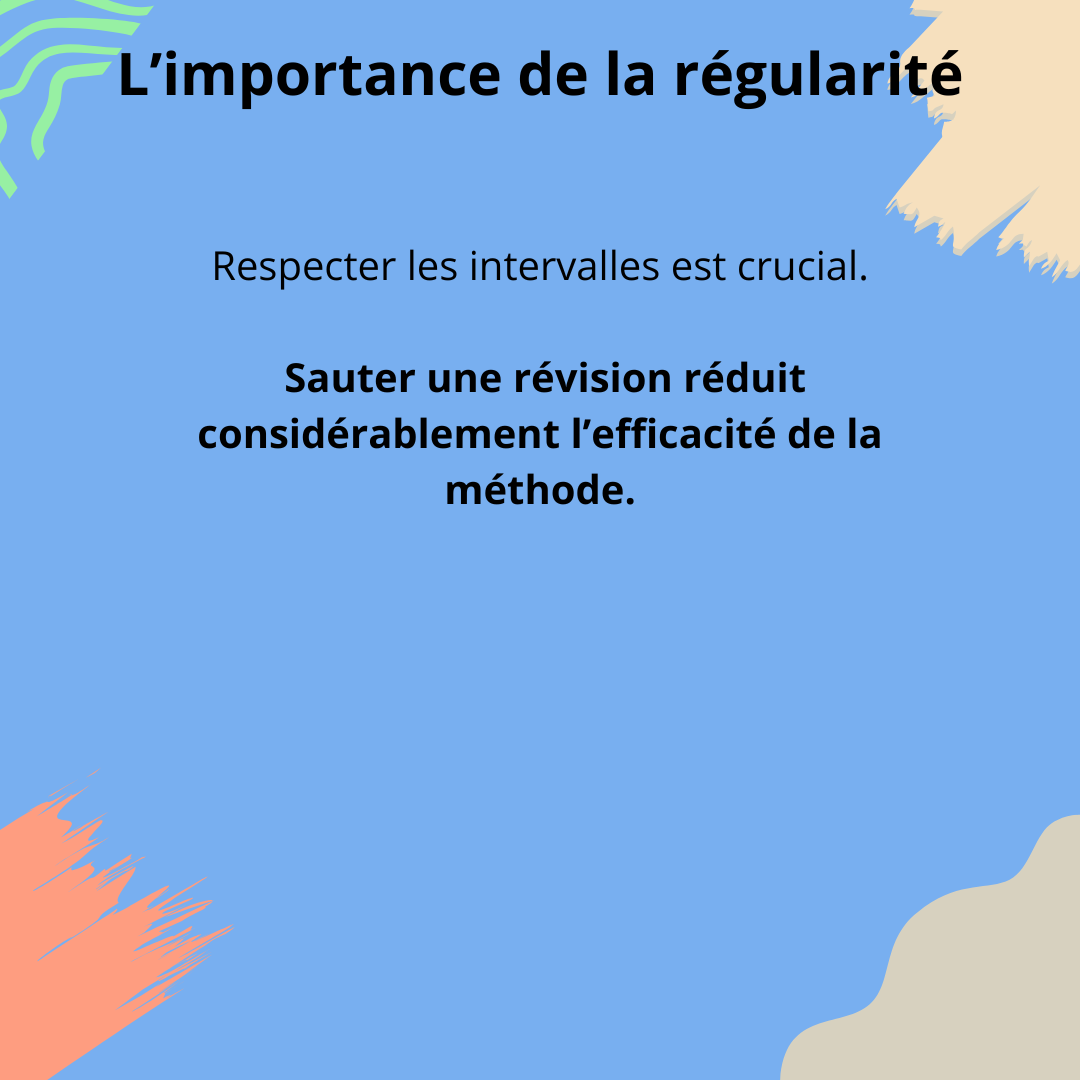 L’importance de la régularité
Respecter les intervalles est crucial.
Sauter une révision réduit
considérablement l’efficacité de la
méthode.